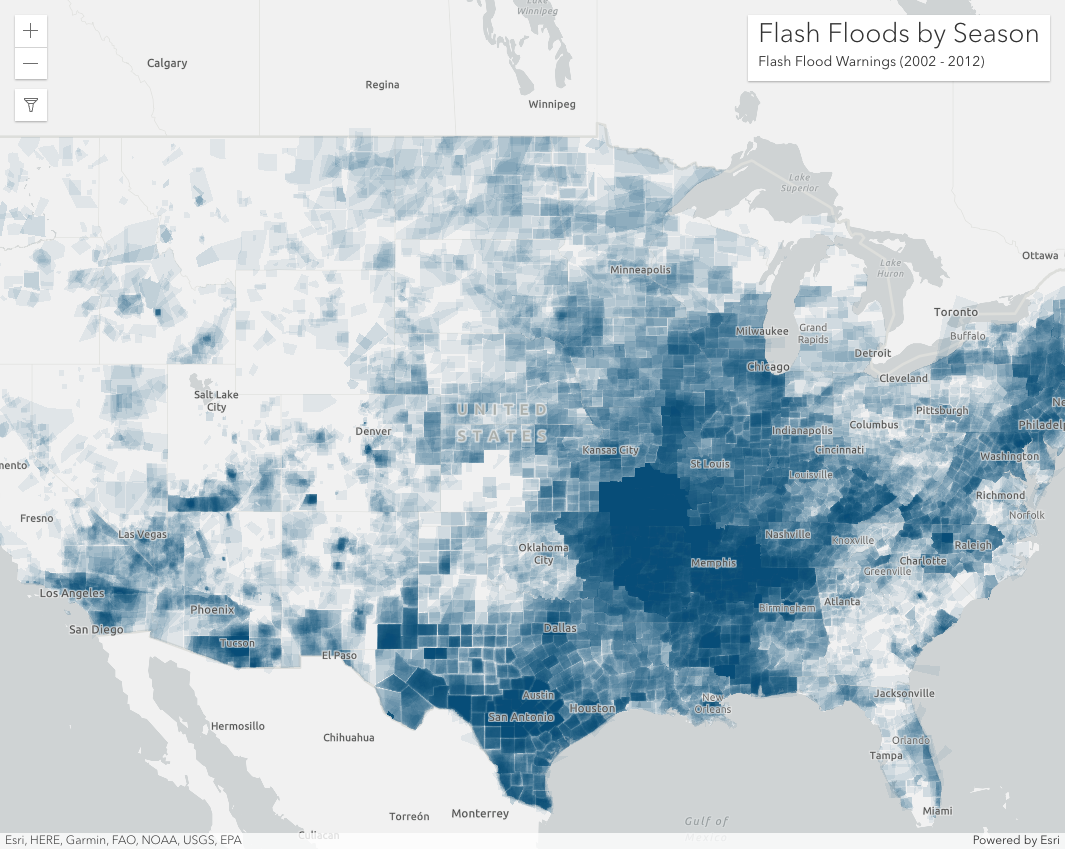 Flash Floods by Season
Flash Flood Warnings (2002 - 2012)
Lake
Winnipeg
Calgary
Regina
Winnipeg
Lake
Superior
Ottawa
Lake
Huron
Minneapolis
Toronto
Milwaukee
Grand
Rapids
Buffalo
Detroit
Chicago
Cleveland
Salt Lake
City
UNITED
STATES
Denver
Pittsburgh
Columbus
Indianapolis
Philadelp
Ne
Kansas City
Cincinnati
Washington
mento
St Louis
Louisville
Richmond
Norfolk
Fresno
Las Vegas
Nashville
Knoxville
Raleigh
Oklahoma
City
Memphis
Charlotte
Greenville
Los Angeles
Phoenix
Birmingham
Atlanta
San Diego
Tucson
Dallas
El Paso
Austin
San Antonio
Houston
New
Orleans
Jacksonville
Hermosillo
Chihuahua
Orlando
Tampa
Torreón
Monterrey
Miami
Gulf of
Mexico
Culiacan
Esri, HERE, Garmin, FAO, NOAA, USGS, EPA
Powered by Esri